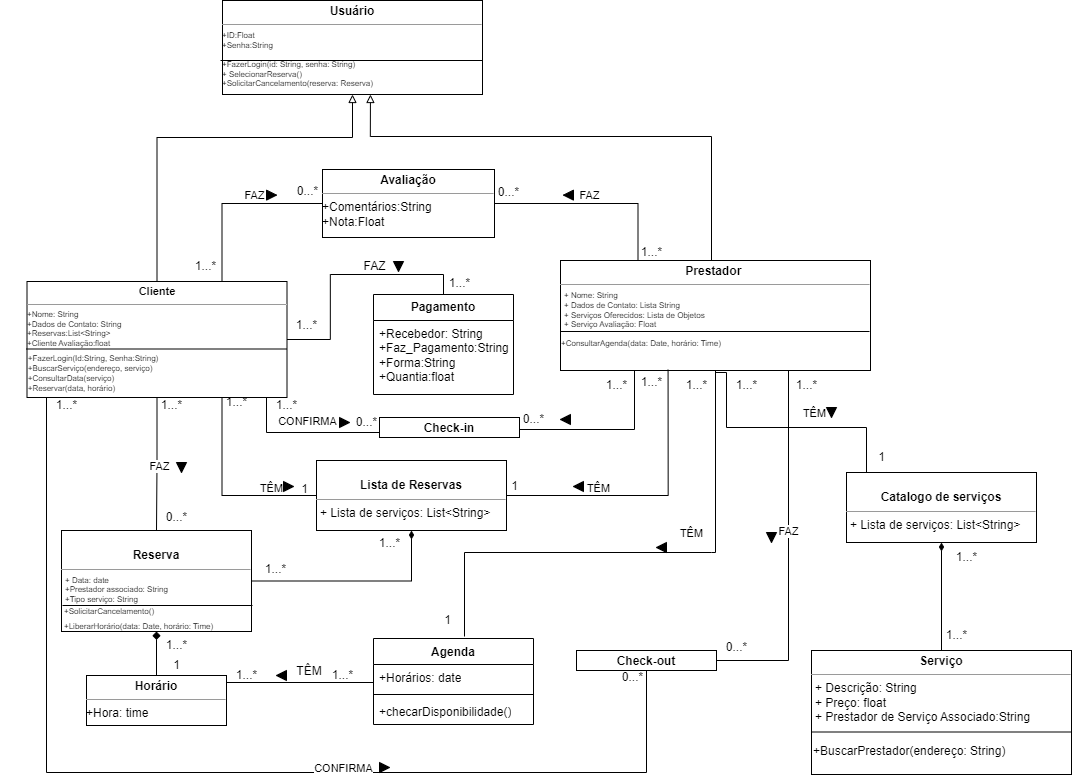 Usuário
+ID:Float
+Senha:String
+FazerLogin(id: String, senha: String)
+ SelecionarReserva()
+SolicitarCancelamento(reserva: Reserva)
Avaliação
+Comentários:String
+Nota:Float
FAZ
0...*
0...*
FAZ
1...*
1...*
Cliente
+Nome: String
+Dados de Contato: String
+Reservas:List<String>
+Cliente Avaliação:float
+FazerLogin(Id:String, Senha:String)
+BuscarServiço(endereço, serviço)
+ConsultarData(serviço)
+Reservar(data, horário)
FAZ
1...*
1...*
Pagamento
+Recebedor: String
+Faz_Pagamento:String
+Forma:String
+Quantia:float
Prestador
+ Nome: String
+ Dados de Contato: Lista String
+ Serviços Oferecidos: Lista de Objetos
+ Serviço Avaliação: Float
+ConsultarAgenda(data: Date, horário: Time)
1...*
1...*
1...*
1...*
1...*
1...*
1...*
1...*
1...*
CONFIRMA
0...*
Check-in
0...*
TÊM
1
FAZ
0...*
TÊM
1
Lista de Reservas
+ Lista de serviços: List<String>
1
TÊM
Catalogo de serviços
+ Lista de serviços: List<String>
1...*
1...*
1...*
TÊM
FAZ
Reserva
+ Data: date
+Prestador associado: String
+Tipo serviço: String
+SolicitarCancelamento()
+LiberarHorário(data: Date, horário: Time)
1...*
1
Horário
+Hora: time
1...*
TÊM
1...*
1
Agenda
+Horários: date
+checarDisponibilidade()
0...*
Check-out
0...*
1...*
Serviço
+ Descrição: String
+ Preço: float
+ Prestador de Serviço Associado:String
+BuscarPrestador(endereço: String)
CONFIRMA